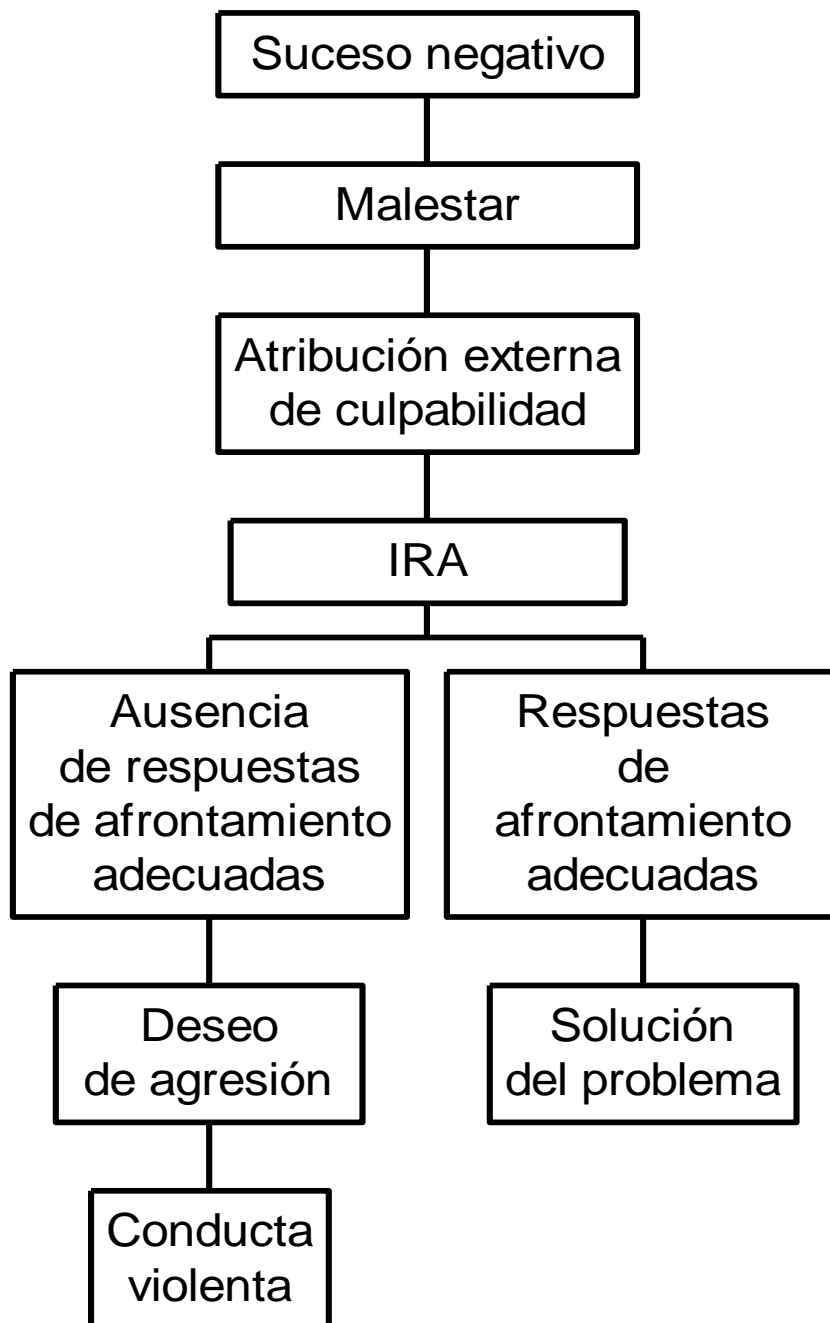 Suceso negativo
Malestar
Atribución externa
de culpabilidad
IRA
Ausencia
de respuestas
de afrontamiento
adecuadas
Respuestas
de
afrontamiento
adecuadas
Deseo
de agresión
Solución
del problema
Conducta
violenta